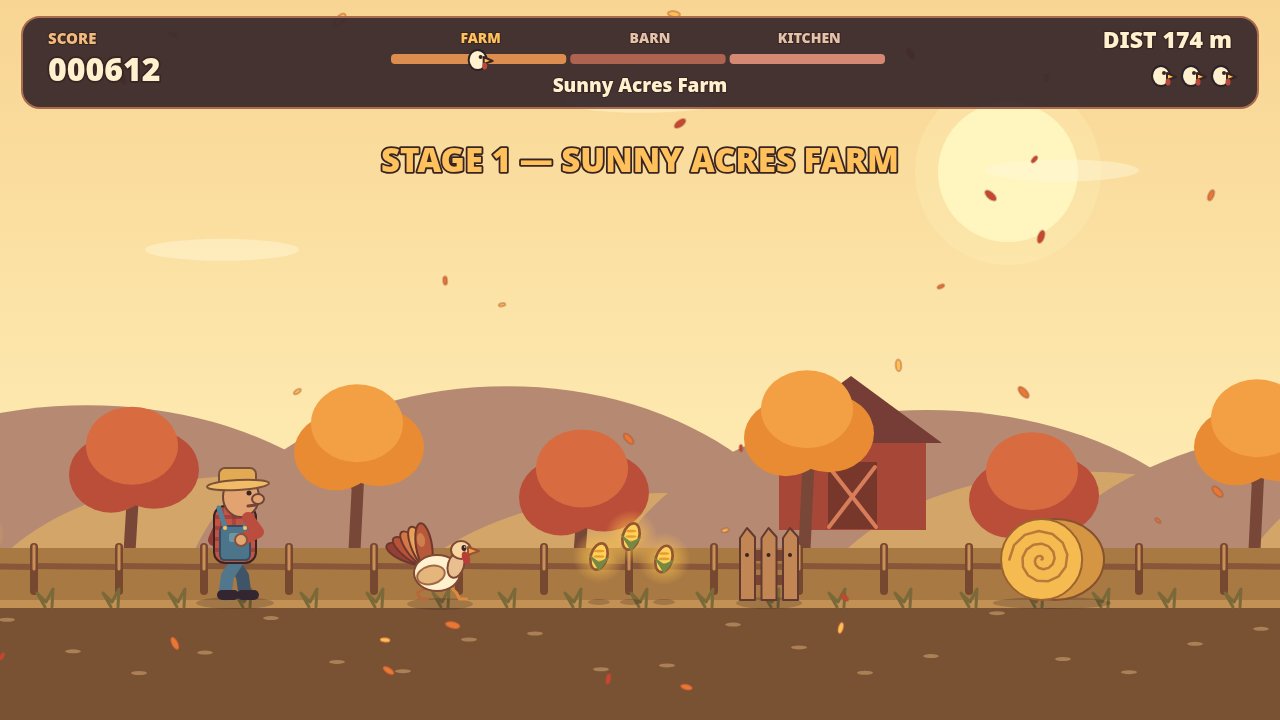 SCORE
000612
FARM
BARN
KITCHEN
Sunny Acres Farm
DIST 174 m
STAGE 1 — SUNNY ACRES FARM